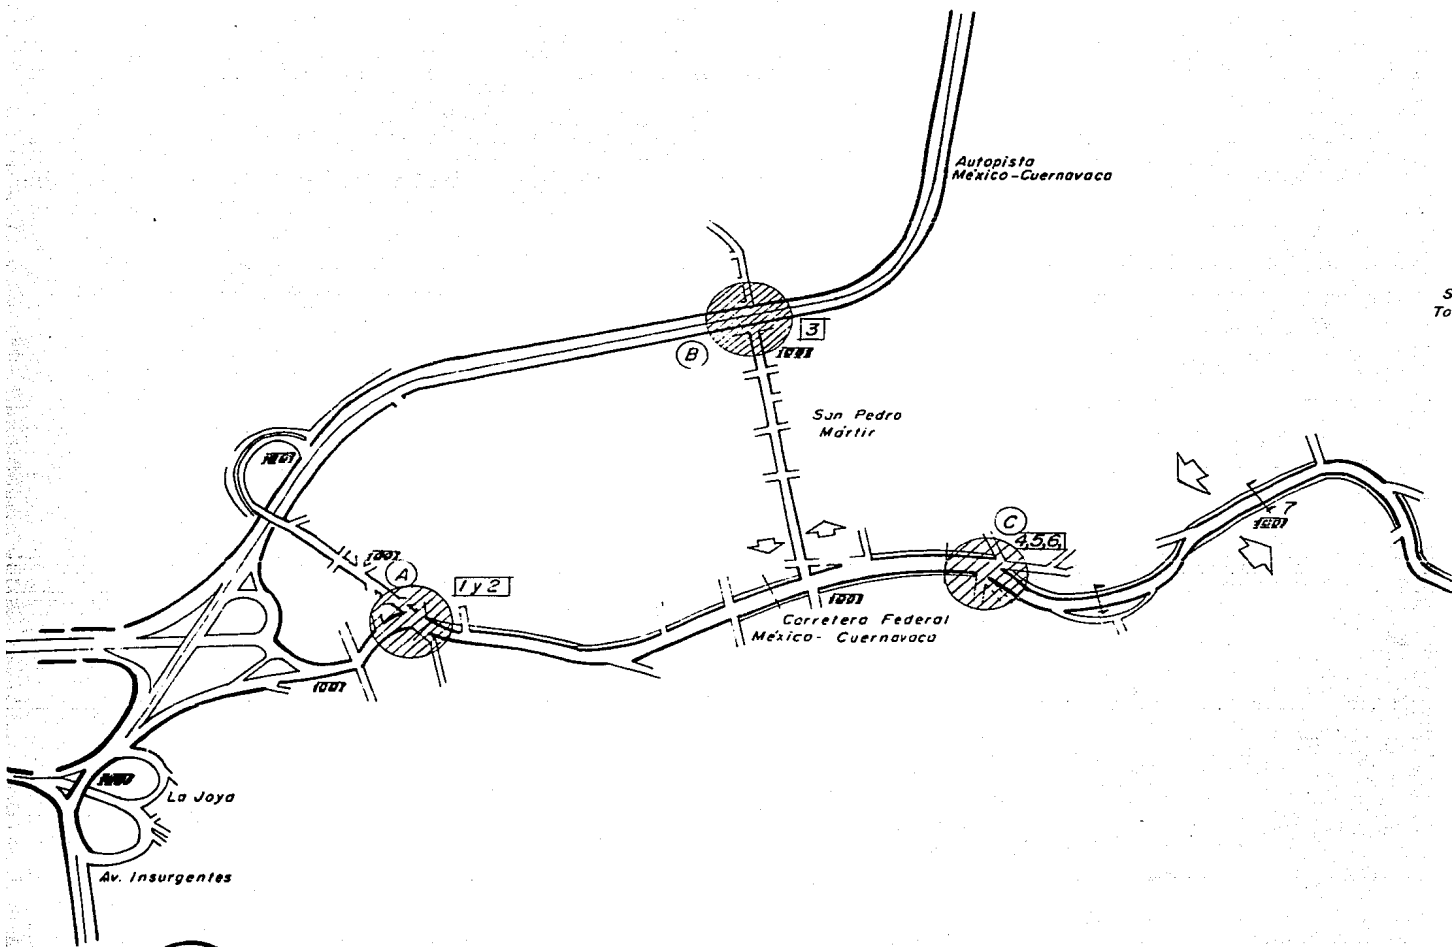 Autopista
México-Cuernavaca
S
To
3
B
San Pedro
Mártir
C
4,5,6,
7
A
1 y 2
Carretera Federal
México- Cuernavaca
La Joya
Av. Insurgentes